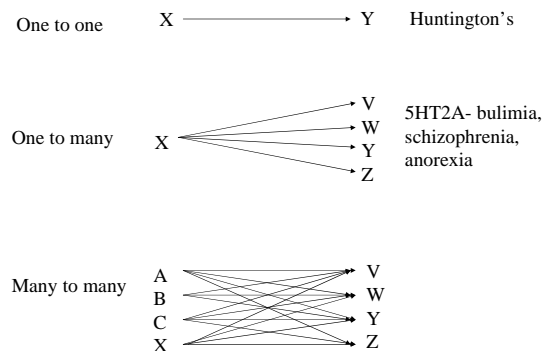 One to one
X
Y
Huntington's
One to many
X
V
W
Y
Z
5HT2A- bulimia,
schizophrenia,
anorexia
Many to many
A
B
C
X
V
W
Y
Z